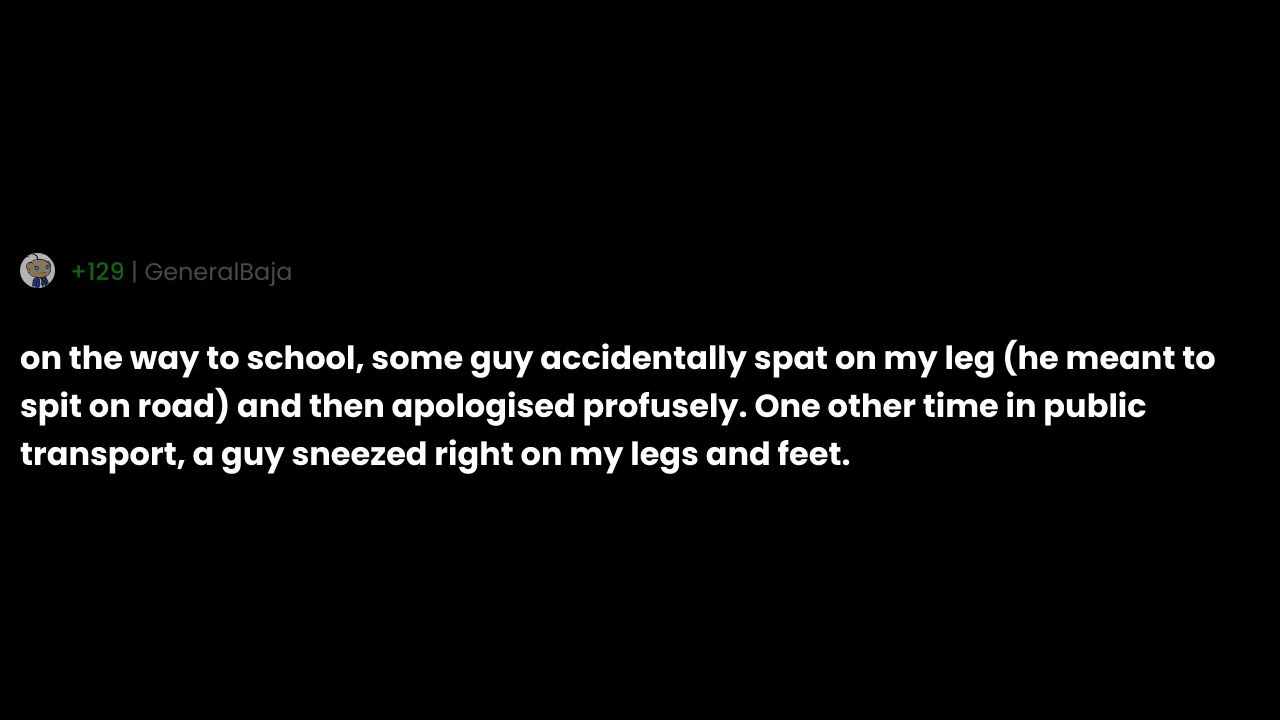 +129 | GeneralBaja
on the way to school, some guy accidentally spat on my leg (he meant to
spit on road) and then apologised profusely. One other time in public
transport, a guy sneezed right on my legs and feet.